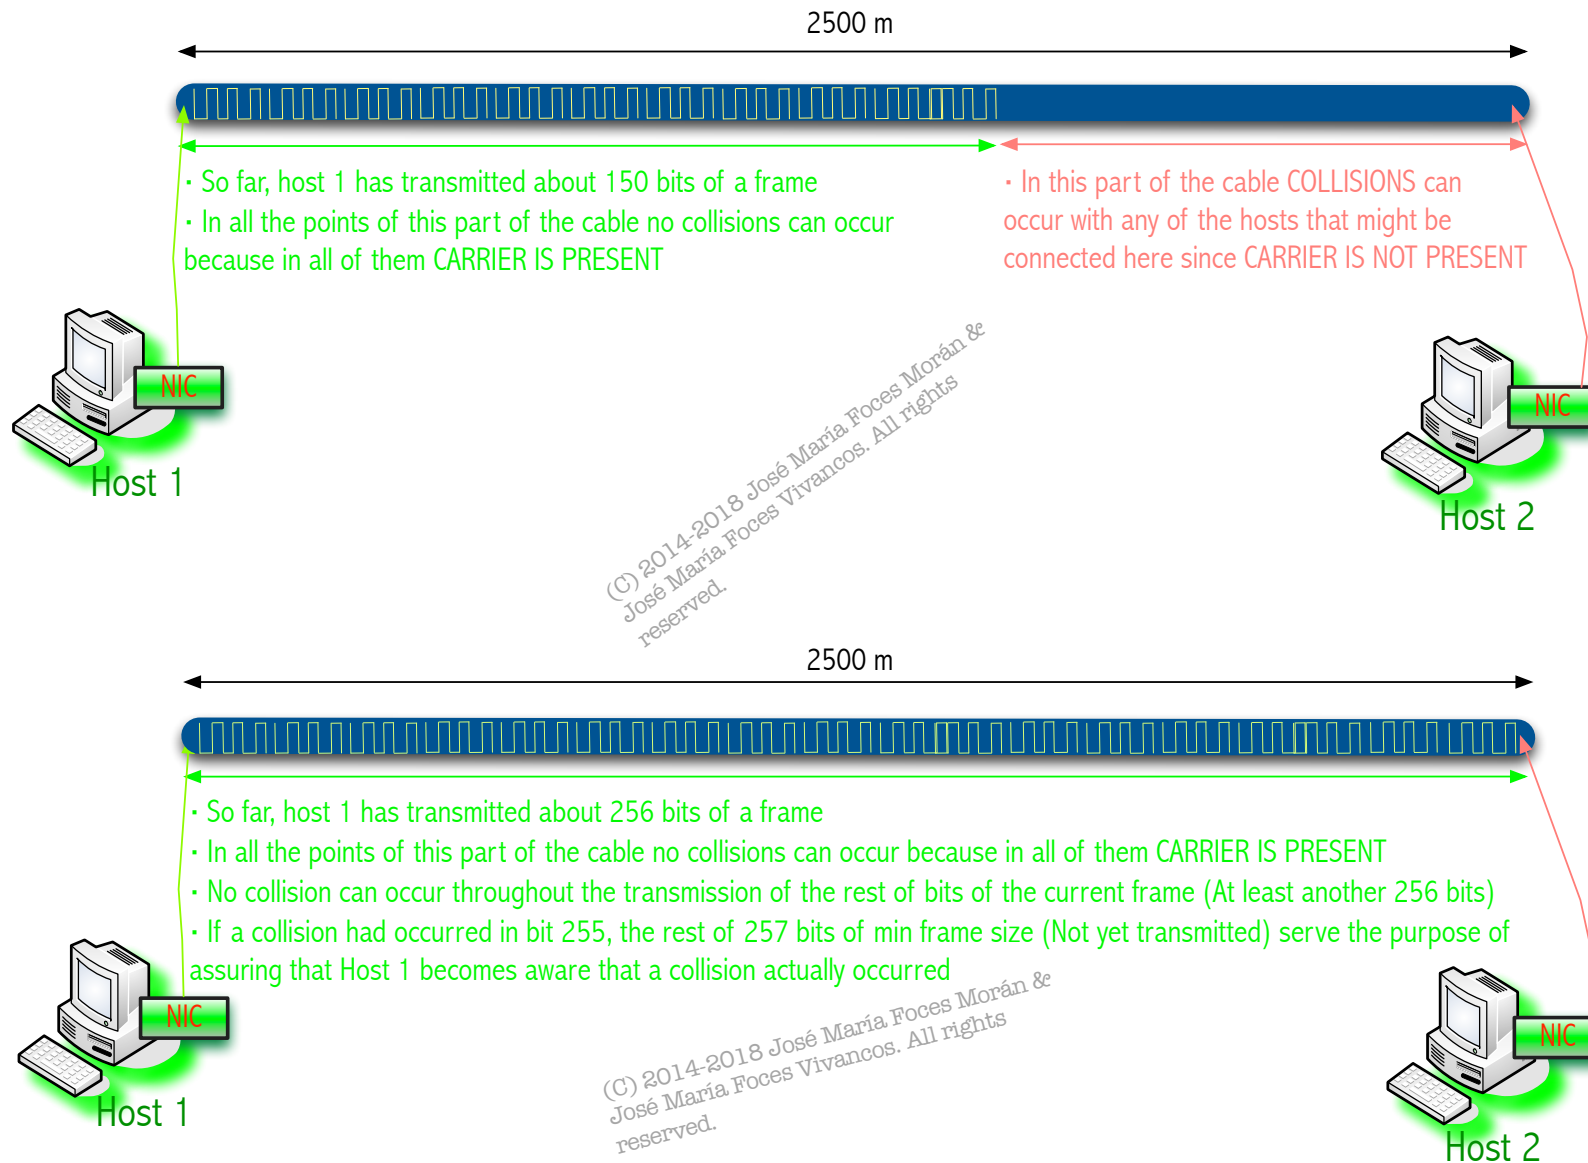 2500 m
· So far, host 1 has transmitted about 150 bits of a frame
· In all the points of this part of the cable no collisions can occur
because in all of them CARRIER IS PRESENT
· In this part of the cable COLLISIONS can
occur with any of the hosts that might be
connected here since CARRIER IS NOT PRESENT
NIC
Host 1
NIC
Host 2
(C) 2014-2018 José María Foces Morán &
José María Foces Vivancos. All rights
reserved.
2500 m
· So far, host 1 has transmitted about 256 bits of a frame
· In all the points of this part of the cable no collisions can occur because in all of them CARRIER IS PRESENT
· No collision can occur throughout the transmission of the rest of bits of the current frame (At least another 256 bits)
· If a collision had occurred in bit 255, the rest of 257 bits of min frame size (Not yet transmitted) serve the purpose of
assuring that Host 1 becomes aware that a collision actually occurred
NIC
Host 1
NIC
Host 2
(C) 2014-2018 José María Foces Morán &
José María Foces Vivancos. All rights
reserved.